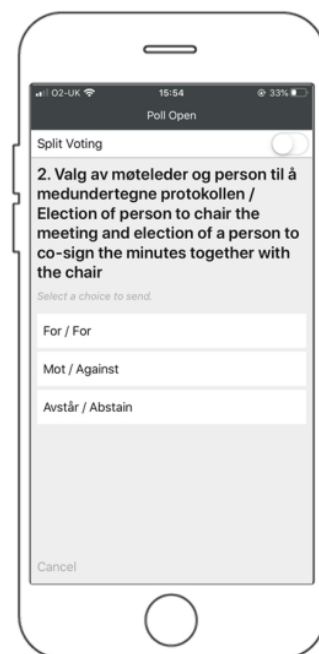 O2-UK 15:54 33%
Poll Open
Split Voting
2. Valg av møteleder og person til å
medundertegne protokollen /
Election of person to chair the
meeting and election of a person to
co-sign the minutes together with
the chair
Select a choice to send.
For / For
Mot / Against
Avstår / Abstain
Cancel